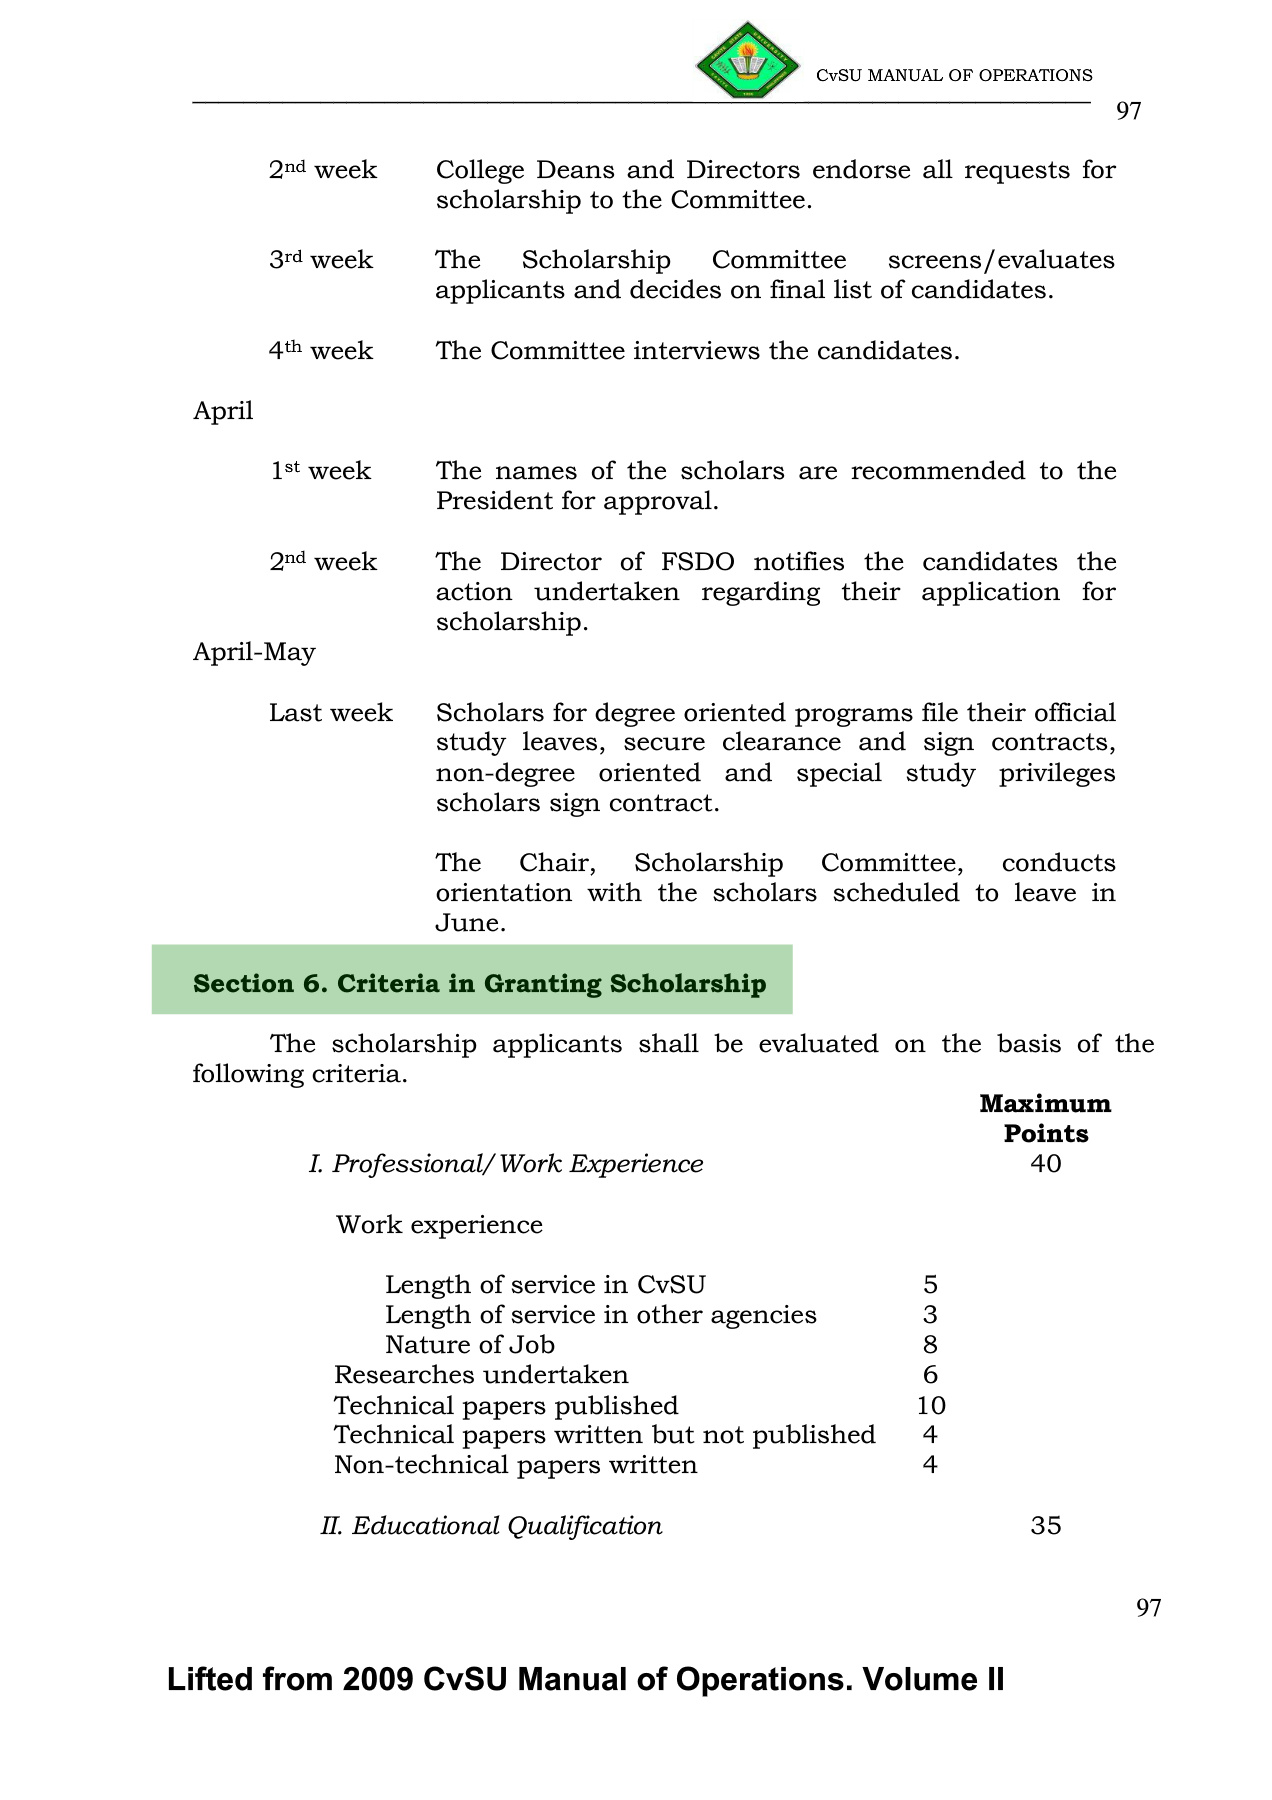 CvSU MANUAL OF OPERATIONS
97
2nd week College Deans and Directors endorse all requests for
scholarship to the Committee.
3rd week The Scholarship Committee screens/evaluates
applicants and decides on final list of candidates.
4th week The Committee interviews the candidates.
April
1st week The names of the scholars are recommended to the
President for approval.
2nd week The Director of FSDO notifies the candidates the
action undertaken regarding their application for
scholarship.
April-May
Last week Scholars for degree oriented programs file their official
study leaves, secure clearance and sign contracts,
non-degree oriented and special study privileges
scholars sign contract.
The Chair, Scholarship Committee, conducts
orientation with the scholars scheduled to leave in
June.
Section 6. Criteria in Granting Scholarship
The scholarship applicants shall be evaluated on the basis of the
following criteria.
Maximum
Points
I. Professional/Work Experience 40
Work experience
Length of service in CvSU 5
Length of service in other agencies 3
Nature of Job 8
Researches undertaken 6
Technical papers published 10
Technical papers written but not published 4
Non-technical papers written 4
II. Educational Qualification 35
97
Lifted from 2009 CvSU Manual of Operations. Volume II